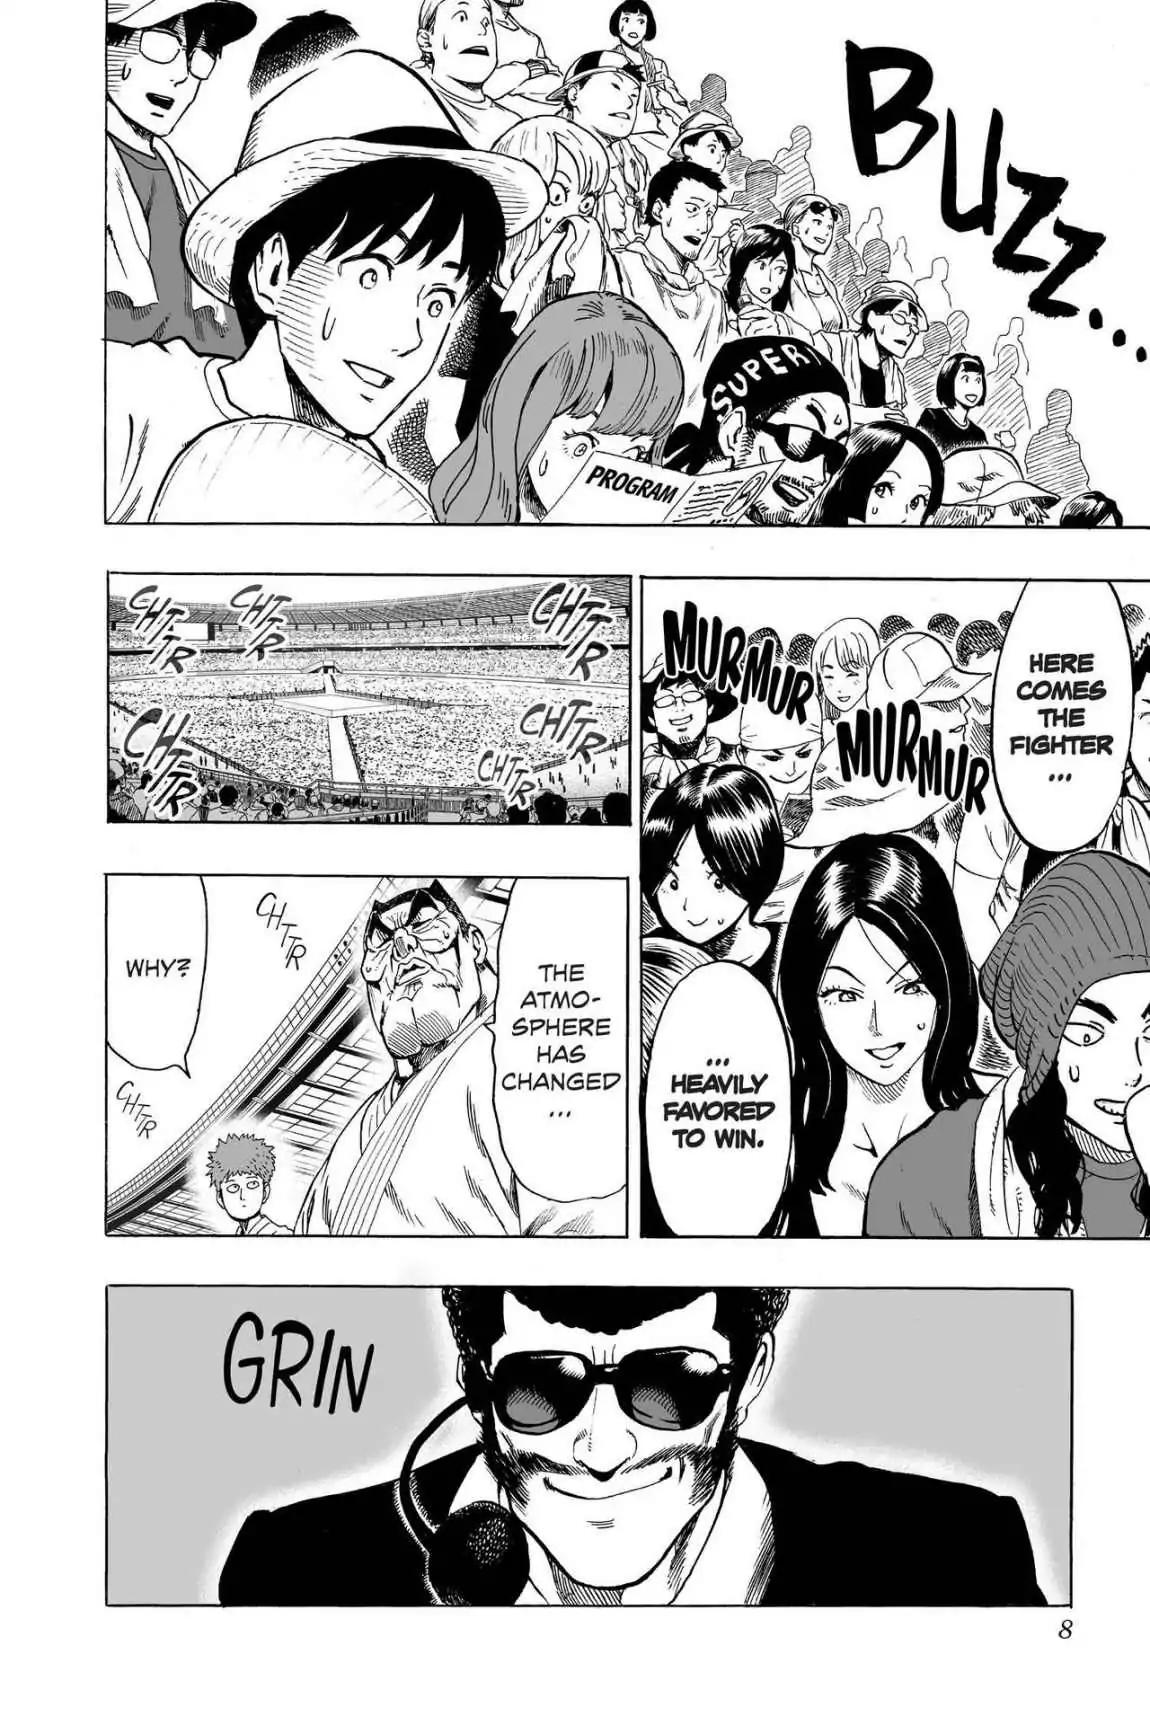 BUZZ...
SUPER!
PROGRAM
MURMUR
MURMUR
HERE
COMES
THE
FIGHTER
...
...
HEAVILY
FAVORED
TO WIN.
CHTTR
CHTTR
CHTTR
CHTTR
CHTTR
CHTTR
THE
ATMO-
SPHERE
HAS
CHANGED
...
WHY?
CHTTR
CHTTR
GRIN
8